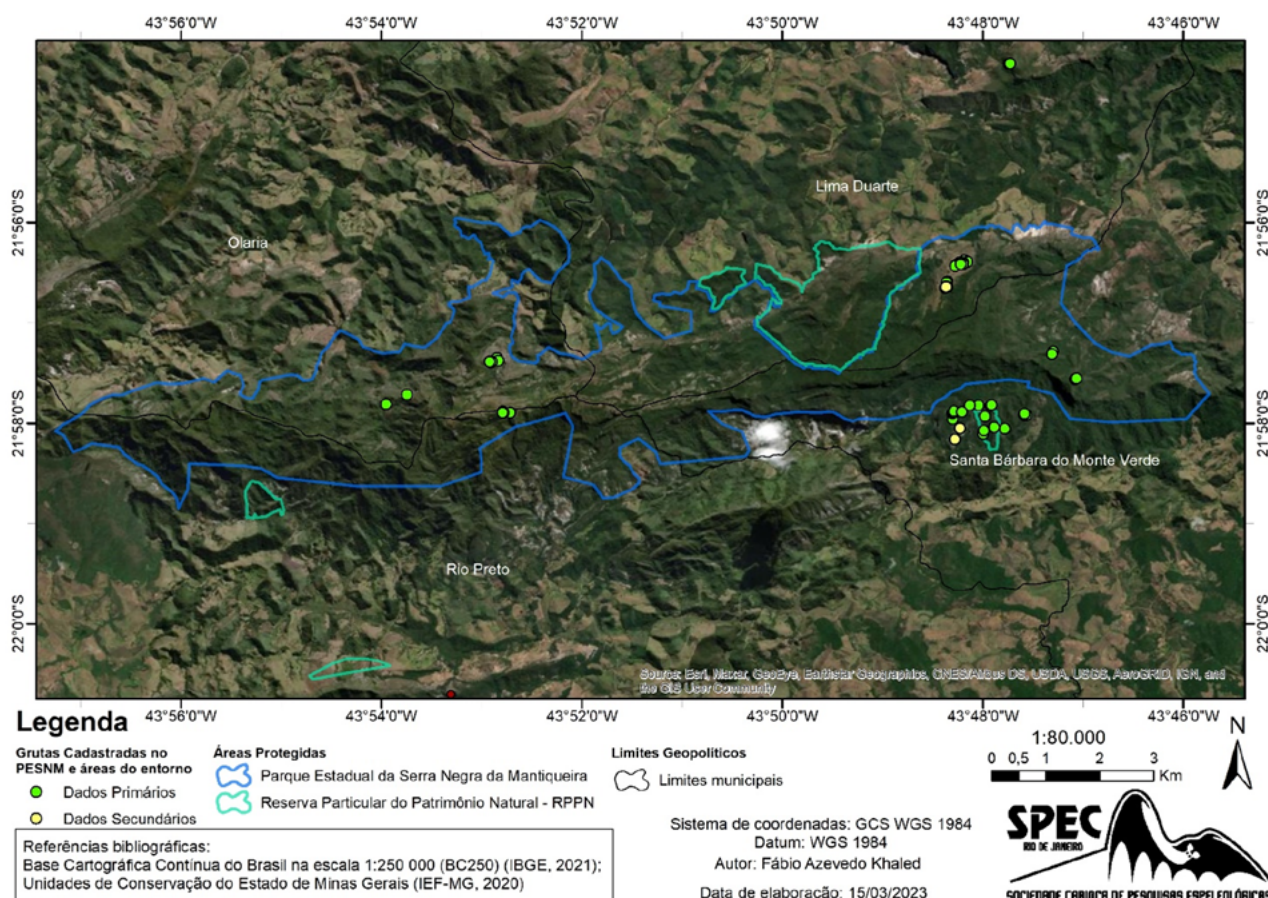 43°56'0"W 43°54'0"W 43°52'0"W 43°50'0"W 43°48'0"W 43°46'0"W
Lima Duarte
21°56'0"S 21°56'0"S
Olaria
21°58'0"S 21°58'0"S
Santa Bárbara do Monte Verde
Rio Preto
22°0'0"S 22°0'0"S
Source: Esri, Maxar, GeoEye, Earthstar Geographics, CNES/Airbus DS, USDA, USGS, AeroGRID, IGN, and
the GIS User Community
43°56'0"W 43°54'0"W 43°52'0"W 43°50'0"W 43°48'0"W 43°46'0"W
Legenda
Grutas Cadastradas no
PESNM e áreas do entorno
Dados Primários
Dados Secundários
Áreas Protegidas
Parque Estadual da Serra Negra da Mantiqueira
Reserva Particular do Patrimônio Natural - RPPN
Limites Geopolíticos
Limites municipais
1:80.000
0 0,5 1 2 3
Km
N
Referências bibliográficas:
Base Cartográfica Contínua do Brasil na escala 1:250 000 (BC250) (IBGE, 2021);
Unidades de Conservação do Estado de Minas Gerais (IEF-MG, 2020)
Sistema de coordenadas: GCS WGS 1984
Datum: WGS 1984
Autor: Fábio Azevedo Khaled
Data de elaboração: 15/03/2023
SPEC
RIO DE JANEIRO
SOCIEDADE CARIOCA DE PESQUISAS ESPELEOLÓGICAS